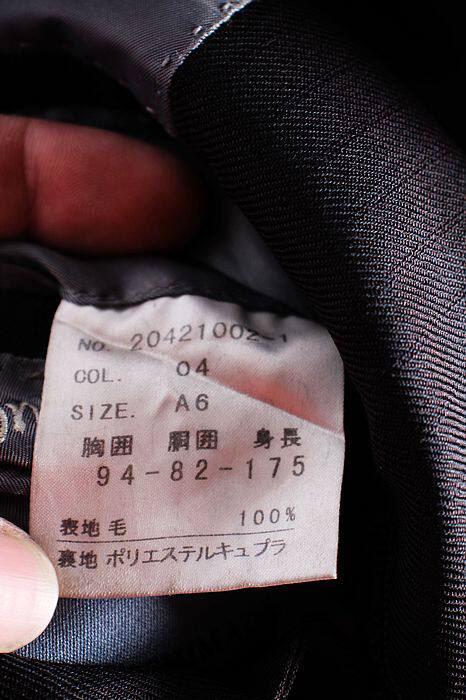 No. 20421002-1
COL. 04
SIZE. A6
胸囲 胴囲 身長
94-82-175
表地 毛 100%
裏地 ポリエステルキュプラ